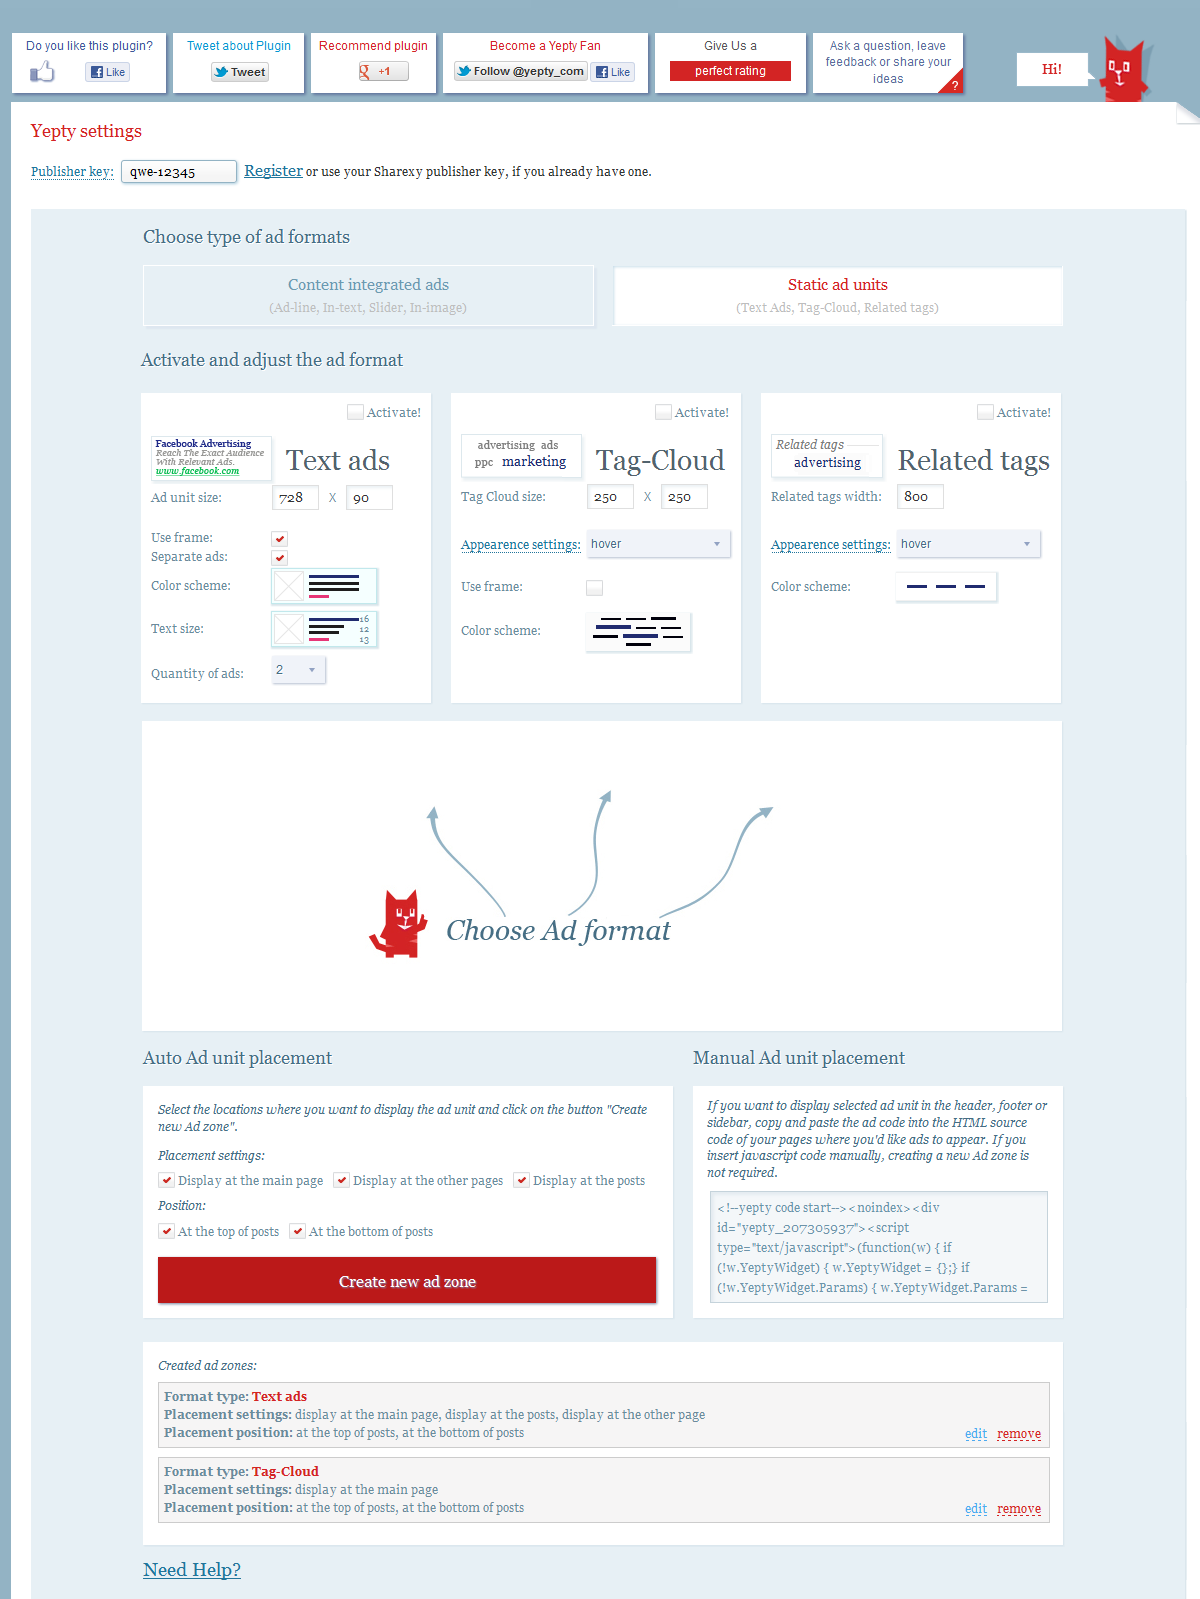 Do you like this plugin?
Like
Tweet about Plugin
Tweet
Recommend plugin
g +1
Become a Yepty Fan
Follow @yepty_com
Like
Give Us a
perfect rating
Ask a question, leave
feedback or share your
ideas
?
Hi!
Yepty settings
Publisher key: qwe-12345 Register or use your Sharexy publisher key, if you already have one.
Choose type of ad formats
Content integrated ads
(Ad-line, In-text, Slider, In-image)
Static ad units
(Text Ads, Tag-Cloud, Related tags)
Activate and adjust the ad format
Activate!
Facebook Advertising
Reach The Exact Audience
With Relevant Ads.
www.facebook.com
Text ads
Ad unit size: 728 X 90
Use frame:
Separate ads:
Color scheme:
Text size:
16
12
13
Quantity of ads: 2
Activate!
advertising ads
ppc marketing
Tag-Cloud
Tag Cloud size: 250 X 250
Appearence settings: hover
Use frame:
Color scheme:
Activate!
Related tags
advertising
Related tags
Related tags width: 800
Appearence settings: hover
Color scheme:
Choose Ad format
Auto Ad unit placement
Select the locations where you want to display the ad unit and click on the button "Create
new Ad zone".
Placement settings:
Display at the main page Display at the other pages Display at the posts
Position:
At the top of posts At the bottom of posts
Create new ad zone
Manual Ad unit placement
If you want to display selected ad unit in the header, footer or
sidebar, copy and paste the ad code into the HTML source
code of your pages where you'd like ads to appear. If you
insert javascript code manually, creating a new Ad zone is
not required.
<!--yepty code start--><noindex><div
id="yepty_207305937"><script
type="text/javascript">(function(w) { if
(!w.YeptyWidget) { w.YeptyWidget = {};} if
(!w.YeptyWidget.Params) { w.YeptyWidget.Params =
Created ad zones:
Format type: Text ads
Placement settings: display at the main page, display at the posts, display at the other page
Placement position: at the top of posts, at the bottom of posts
edit remove
Format type: Tag-Cloud
Placement settings: display at the main page
Placement position: at the top of posts, at the bottom of posts
edit remove
Need Help?